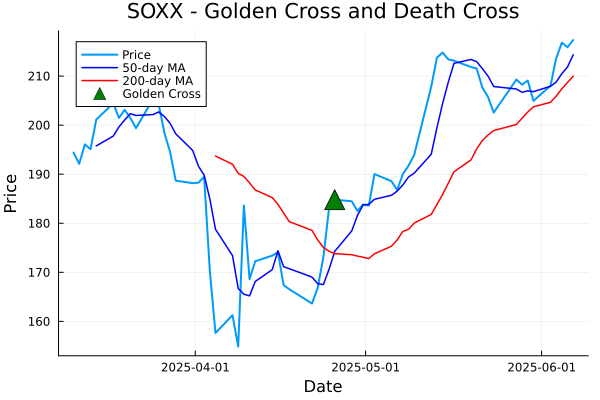 SOXX - Golden Cross and Death Cross
Price
50-day MA
200-day MA
Golden Cross
210
200
190
180
170
160
Price
2025-04-01
2025-05-01
2025-06-01
Date